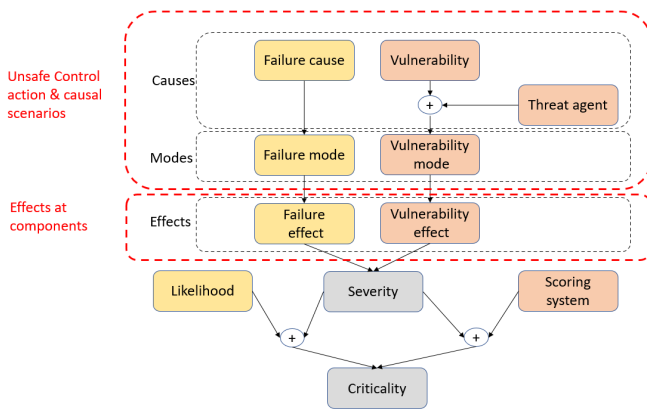 Unsafe Control
action & causal
scenarios
Causes
Failure cause
Vulnerability
+
Threat agent
Modes
Failure mode
Vulnerability
mode
Effects at
components
Effects
Failure
effect
Vulnerability
effect
Likelihood
Severity
Scoring
system
+
+
Criticality